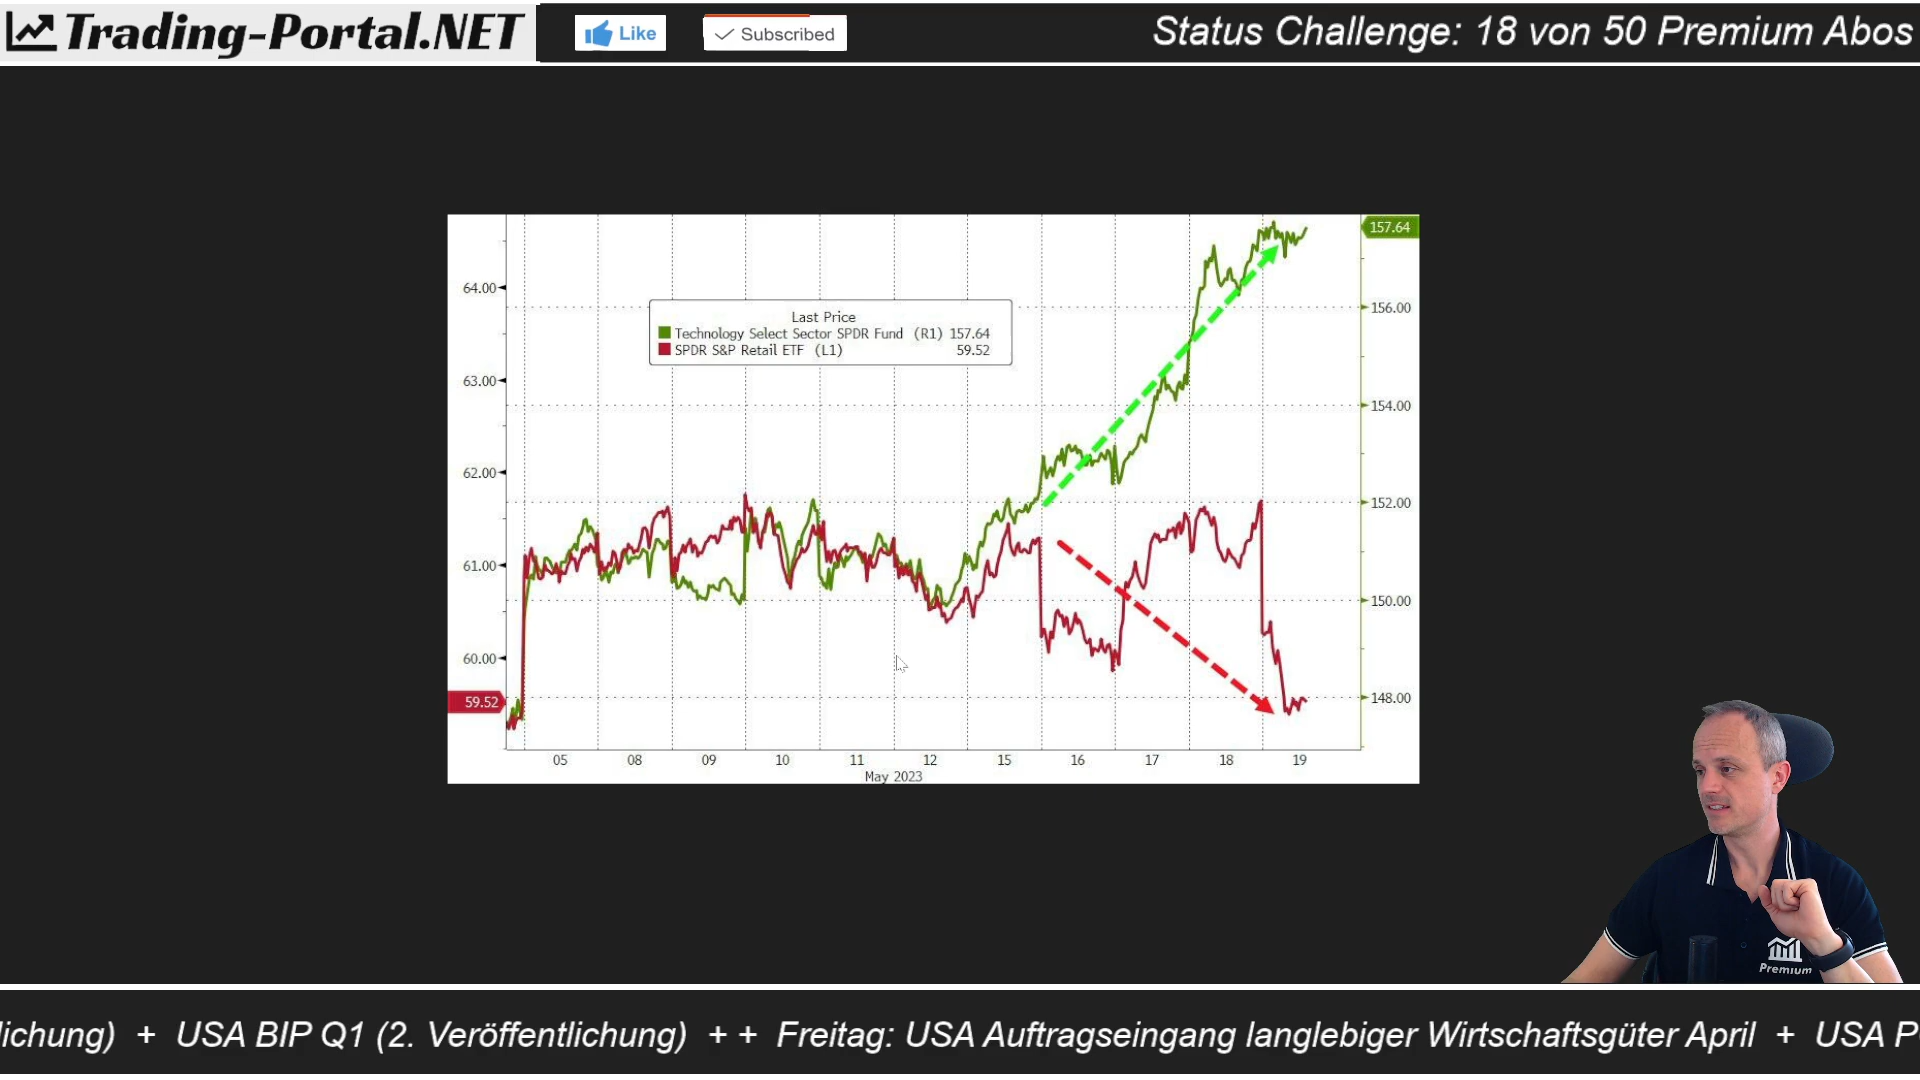 Trading-Portal.NET
Like
Subscribed
Status Challenge: 18 von 50 Premium Abos
157.64
64.00
156.00
Last Price
Technology Select Sector SPDR Fund (R1) 157.64
SPDR S&P Retail ETF (L1) 59.52
63.00
154.00
62.00
152.00
61.00
150.00
60.00
59.52
148.00
05 08 09 10 11 12 15 16 17 18 19
May 2023
Premium
lichung) + USA BIP Q1 (2. Veröffentlichung) + + Freitag: USA Auftragseingang langlebiger Wirtschaftsgüter April + USA P